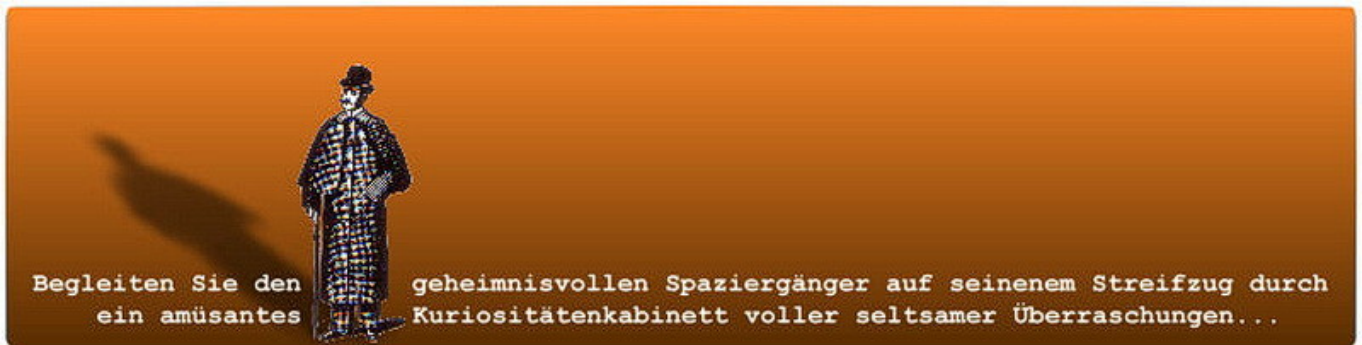 Begleiten Sie den geheimnisvollen Spaziergänger auf seinenem Streifzug durch
ein amüsantes Kuriositätenkabinett voller seltsamer Überraschungen...